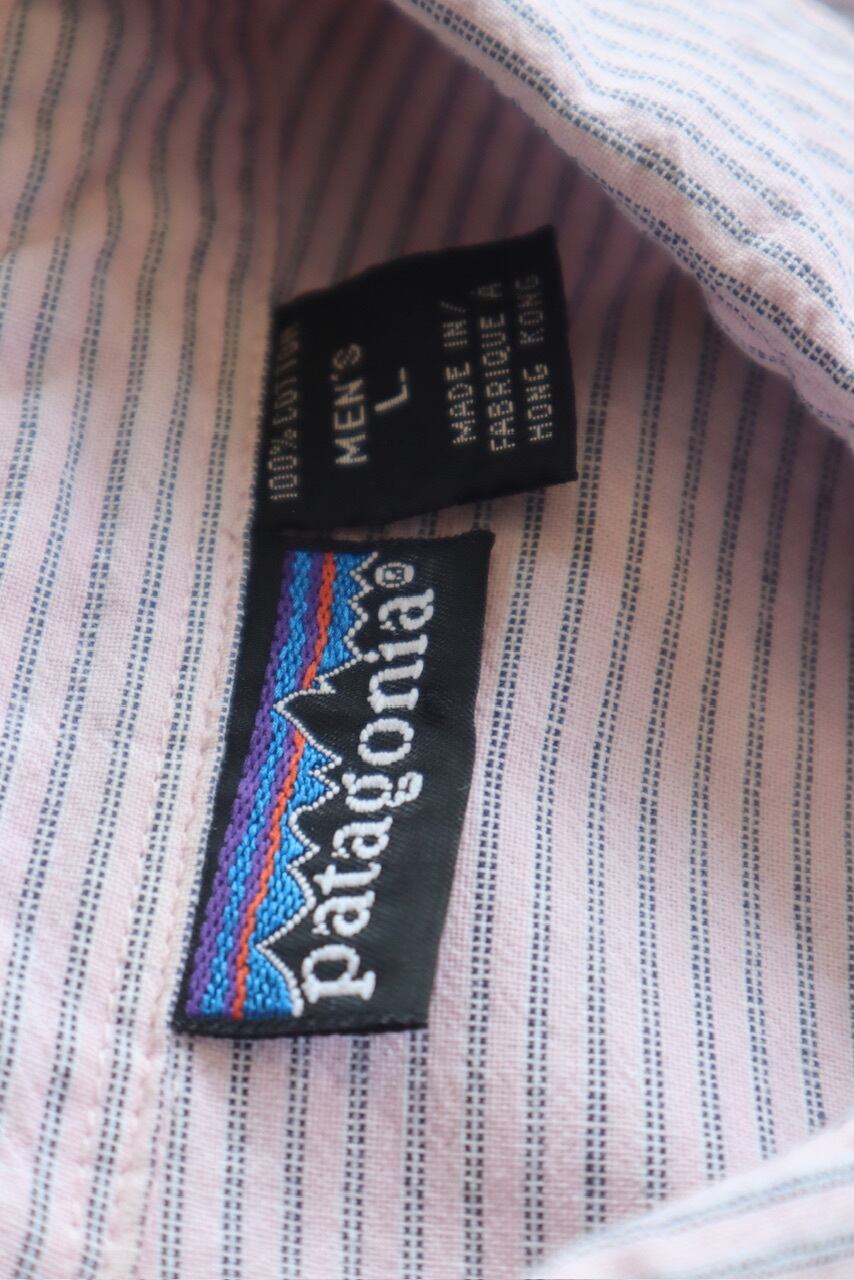 100% COTTON
MEN'S
L
MADE IN/
FABRIQUE A
HONG KONG
patagonia®